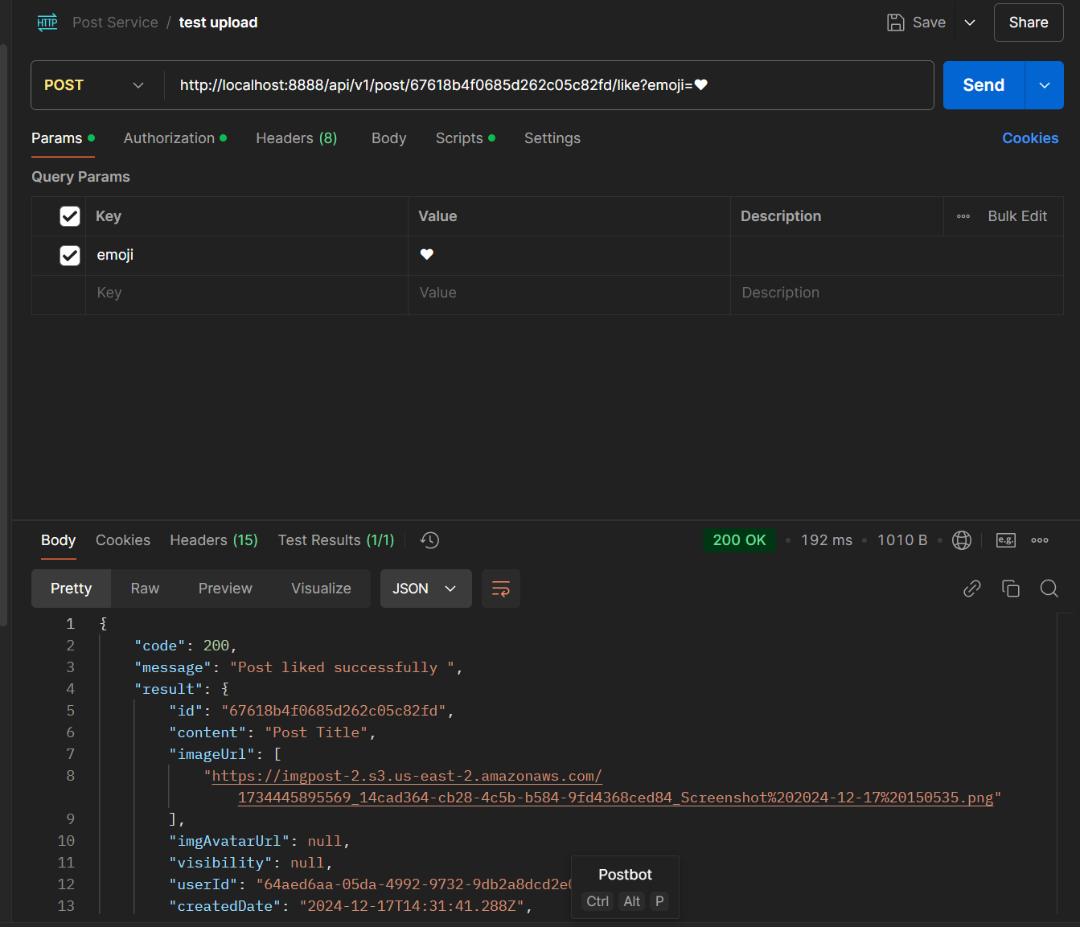 HTTP Post Service / test upload Save Share
POST http://localhost:8888/api/v1/post/67618b4f0685d262c05c82fd/like?emoji=❤ Send
Params Authorization Headers (8) Body Scripts Settings Cookies
Query Params
Key Value Description Bulk Edit
emoji ❤
Key Value Description
Body Cookies Headers (15) Test Results (1/1) 200 OK 192 ms 1010 B e.g.
Pretty Raw Preview Visualize JSON
1 {
2 "code": 200,
3 "message": "Post liked successfully ",
4 "result": {
5 "id": "67618b4f0685d262c05c82fd",
6 "content": "Post Title",
7 "imageUrl": [
8 "https://imgpost-2.s3.us-east-2.amazonaws.com/
1734445895569_14cad364-cb28-4c5b-b584-9fd4368ced84_Screenshot%202024-12-17%20150535.png"
9 ],
10 "imgAvatarUrl": null,
11 "visibility": null,
12 "userId": "64aed6aa-05da-4992-9732-9db2a8dcd2e
13 "createdDate": "2024-12-17T14:31:41.288Z",
Postbot
Ctrl Alt P